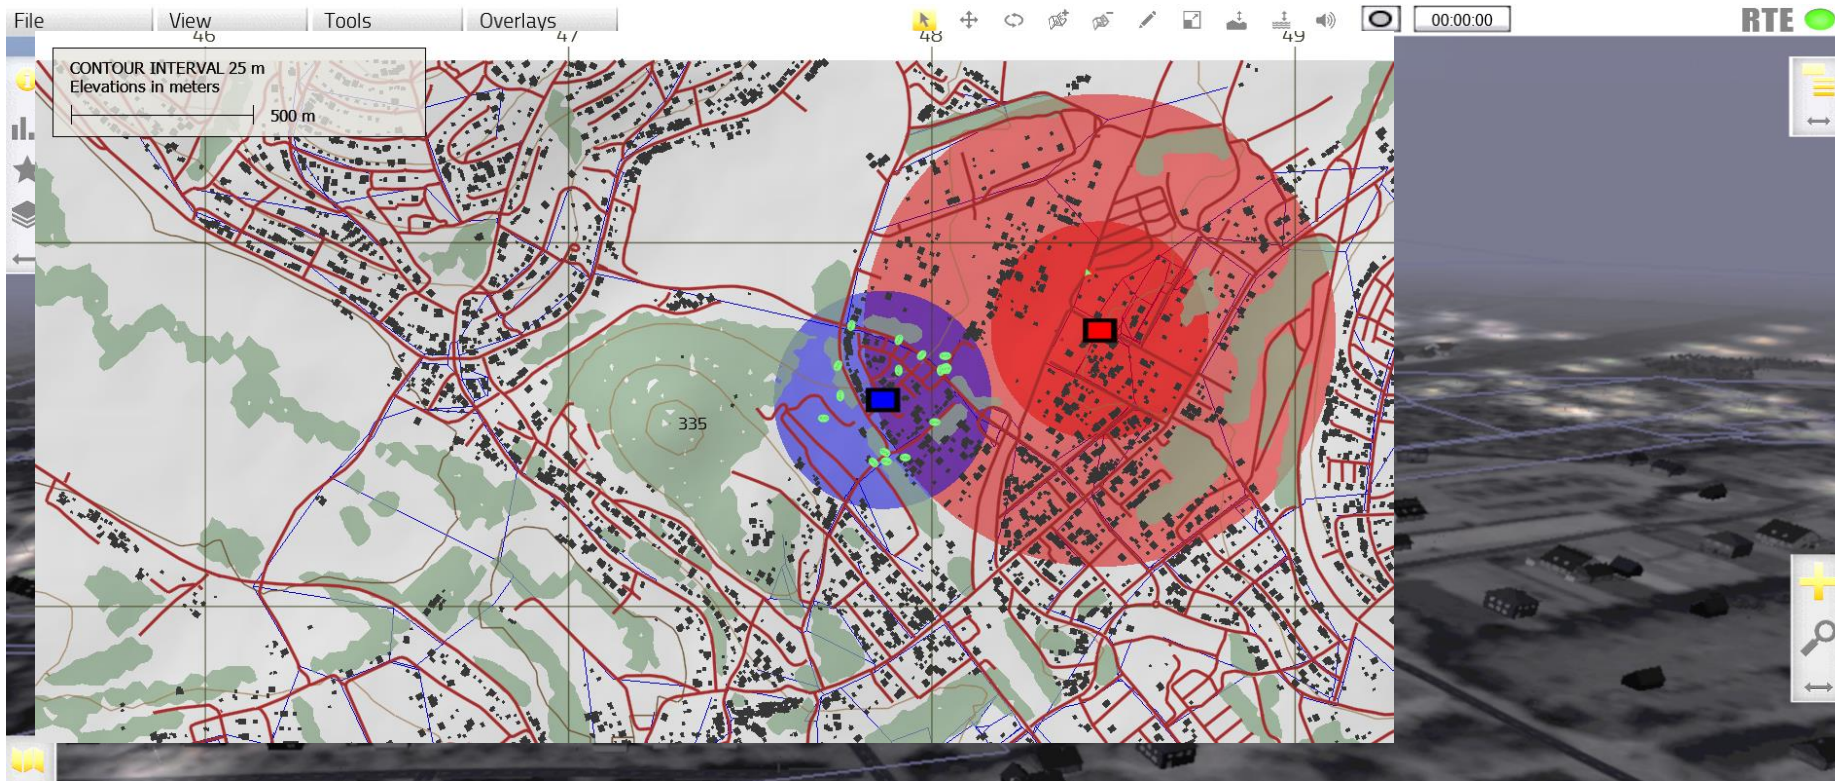 File View Tools Overlays 00:00:00 RTE
46 47 48 49
CONTOUR INTERVAL 25 m
Elevations in meters
500 m
335